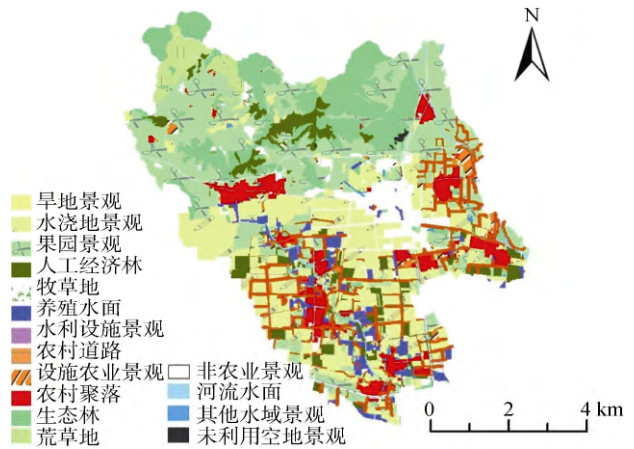 N
旱地景观
水浇地景观
果园景观
人工经济林
牧草地
养殖水面
水利设施景观
农村道路
设施农业景观
农村聚落
生态林
荒草地
非农业景观
河流水面
其他水域景观
未利用空地景观
0 2 4 km